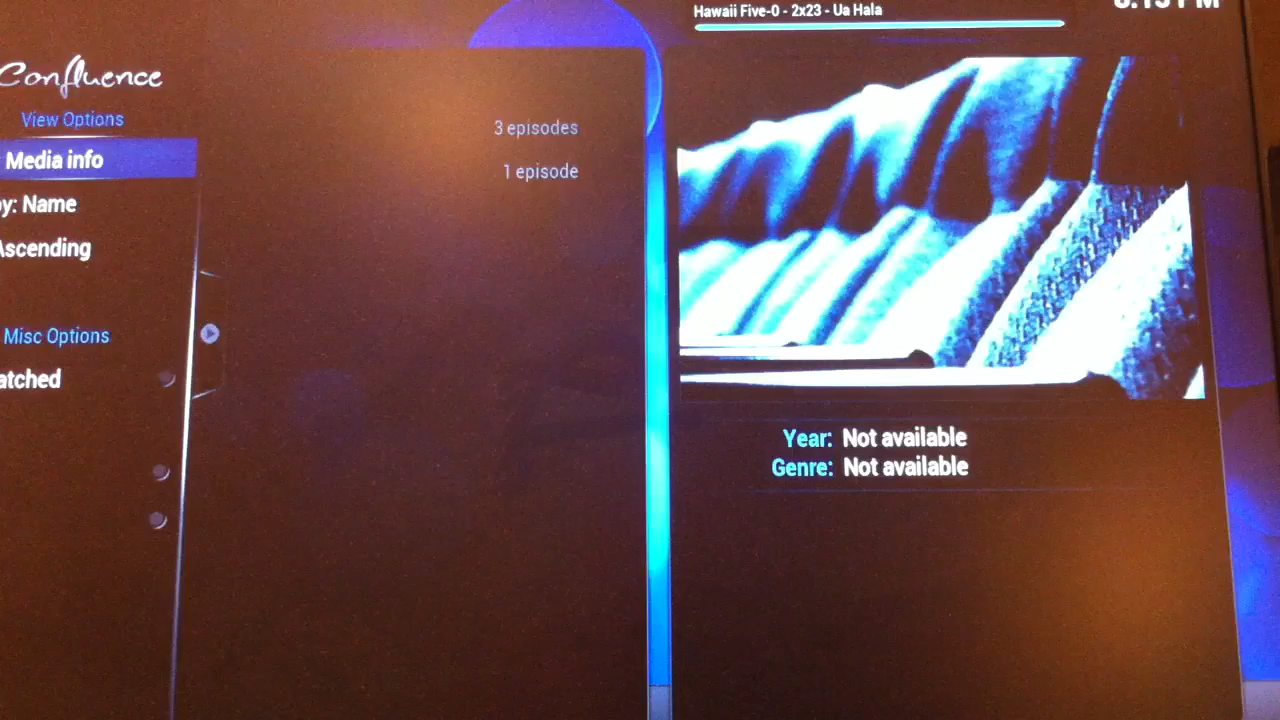 Hawaii Five-0 - 2x23 - Ua Hala
Confluence
View Options
Media info
3 episodes
1 episode
by: Name
Ascending
Misc Options
Year: Not available
Genre: Not available